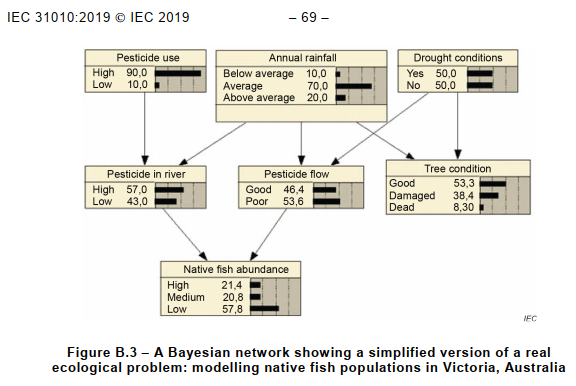 IEC 31010:2019 © IEC 2019
– 69 –
Pesticide use
High 90,0
Low 10,0
Annual rainfall
Below average 10,0
Average 70,0
Above average 20,0
Drought conditions
Yes 50,0
No 50,0
Pesticide in river
High 57,0
Low 43,0
Pesticide flow
Good 46,4
Poor 53,6
Tree condition
Good 53,3
Damaged 38,4
Dead 8,30
Native fish abundance
High 21,4
Medium 20,8
Low 57,8
IEC
Figure B.3 – A Bayesian network showing a simplified version of a real
ecological problem: modelling native fish populations in Victoria, Australia